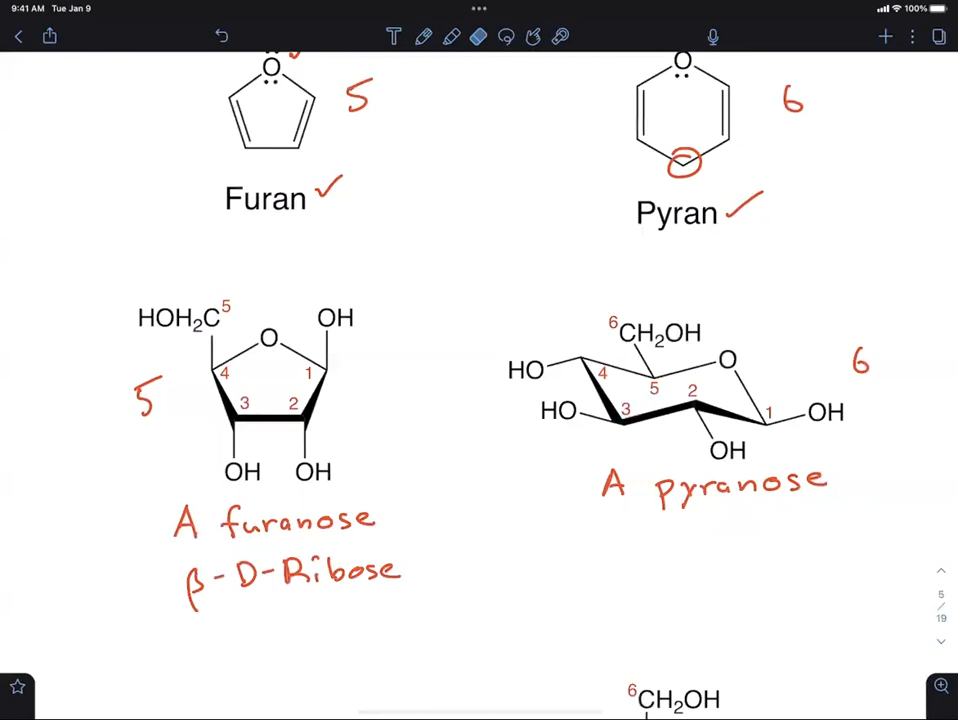 9:41 AM Tue Jan 9
100%
O
5
O
6
Furan ✓
Pyran ✓
HOH2C5
OH
O
4
1
3
2
5
OH
OH
A furanose
β-D-Ribose
6CH2OH
O
6
HO
4
5
2
HO
3
1
OH
OH
A pyranose
5
/
19
6CH2OH